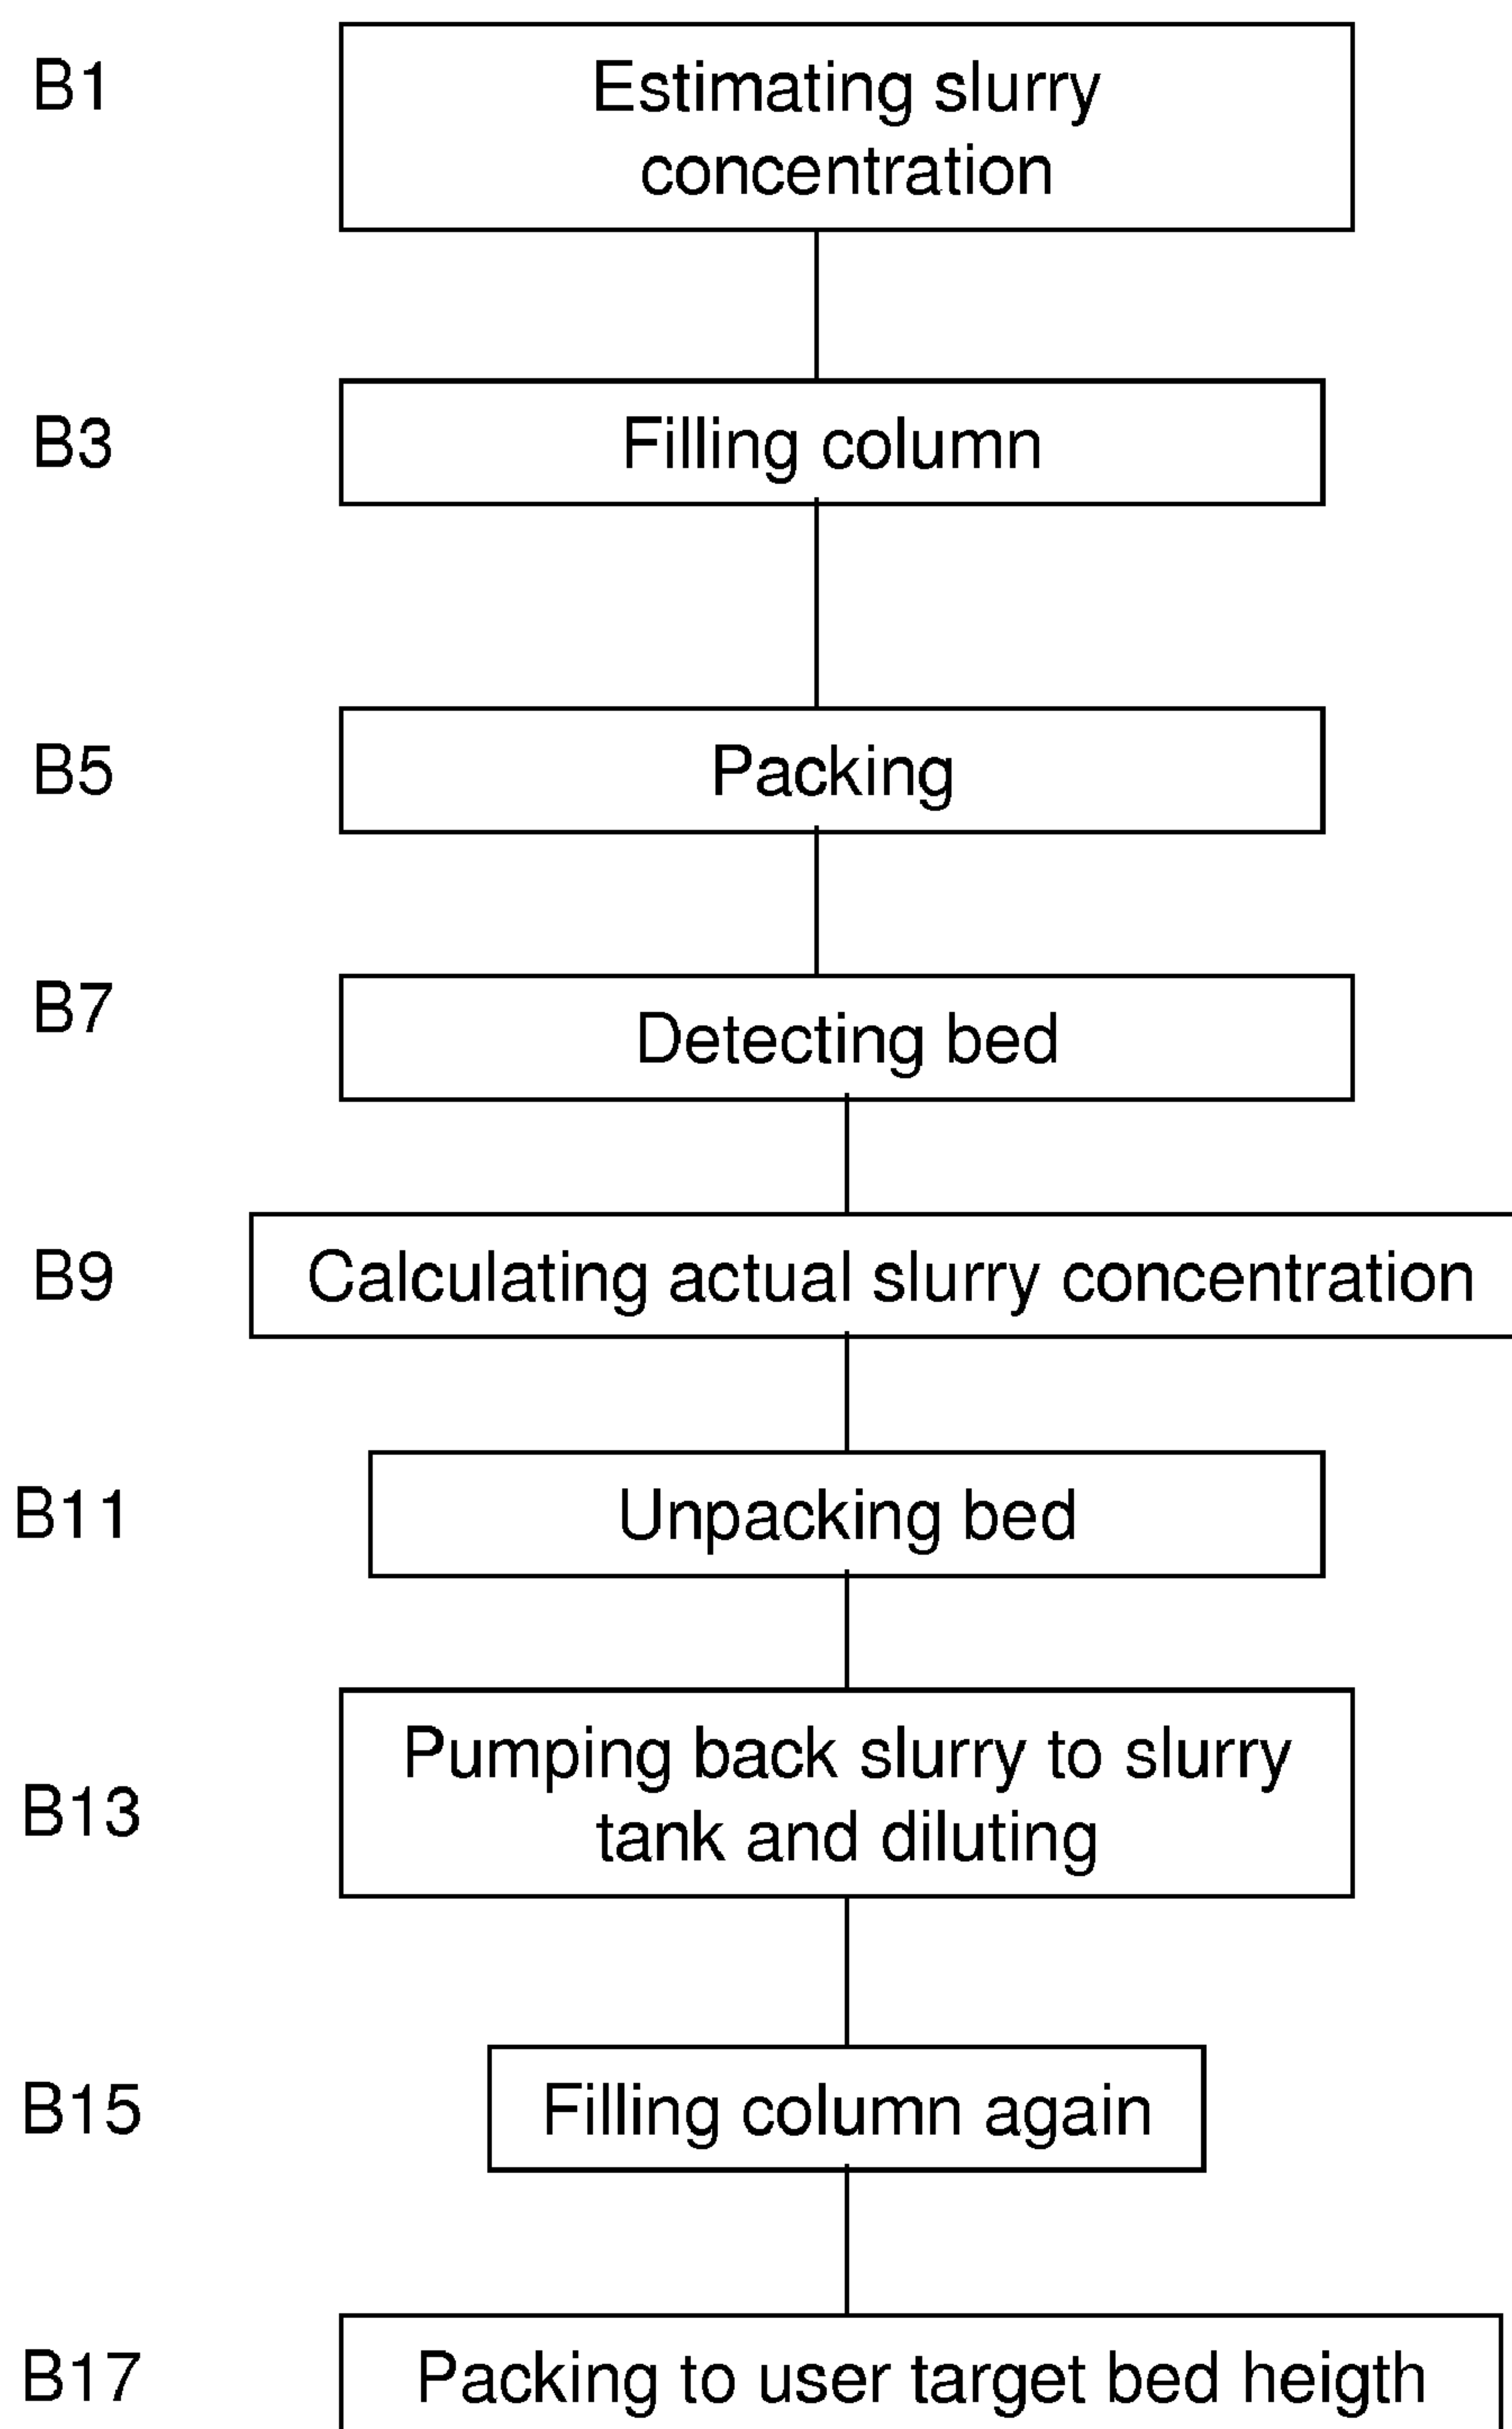 B1
Estimating slurry
concentration
B3
Filling column
B5
Packing
B7
Detecting bed
B9
Calculating actual slurry concentration
B11
Unpacking bed
B13
Pumping back slurry to slurry
tank and diluting
B15
Filling column again
B17
Packing to user target bed heigth